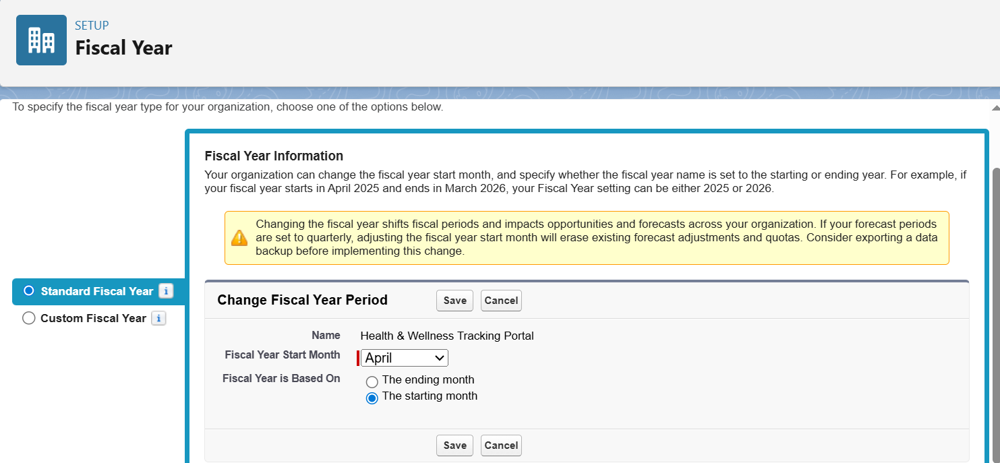 SETUP
Fiscal Year
To specify the fiscal year type for your organization, choose one of the options below.
Fiscal Year Information
Your organization can change the fiscal year start month, and specify whether the fiscal year name is set to the starting or ending year. For example, if
your fiscal year starts in April 2025 and ends in March 2026, your Fiscal Year setting can be either 2025 or 2026.
Changing the fiscal year shifts fiscal periods and impacts opportunities and forecasts across your organization. If your forecast periods
are set to quarterly, adjusting the fiscal year start month will erase existing forecast adjustments and quotas. Consider exporting a data
backup before implementing this change.
Standard Fiscal Year i
Custom Fiscal Year i
Change Fiscal Year Period Save Cancel
Name Health & Wellness Tracking Portal
Fiscal Year Start Month April
Fiscal Year is Based On The ending month
The starting month
Save Cancel